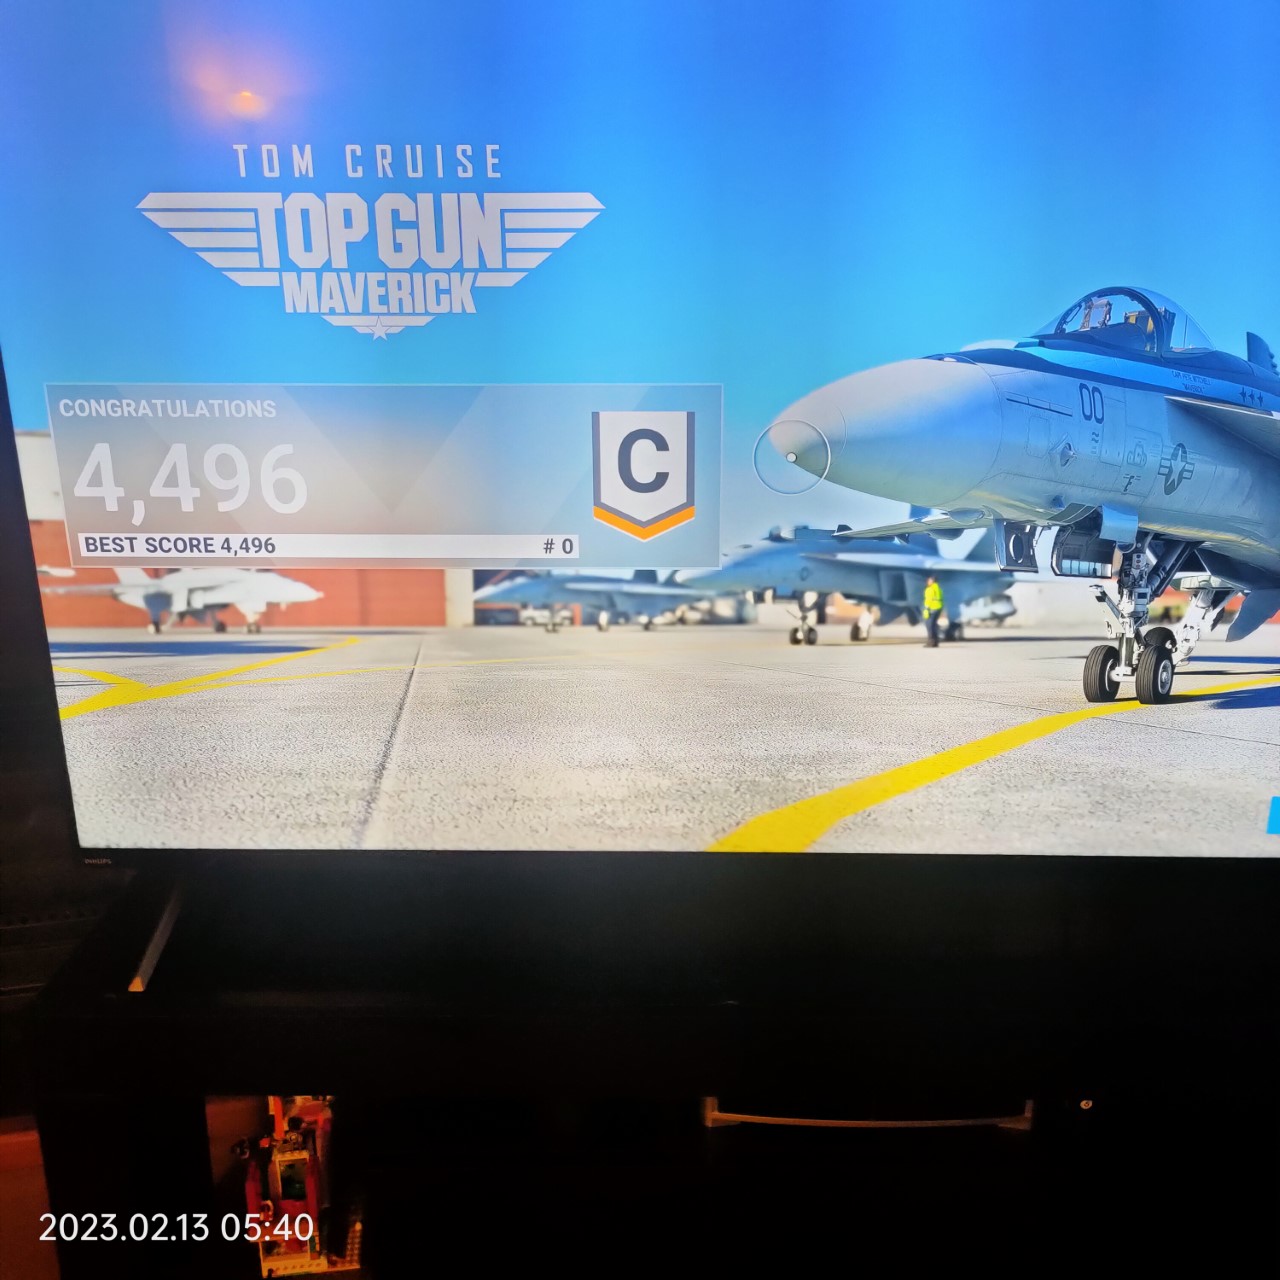 TOM CRUISE
TOP GUN
MAVERICK
CONGRATULATIONS
4,496
C
BEST SCORE 4,496
# 0
00
PHILIPS
2023.02.13 05:40